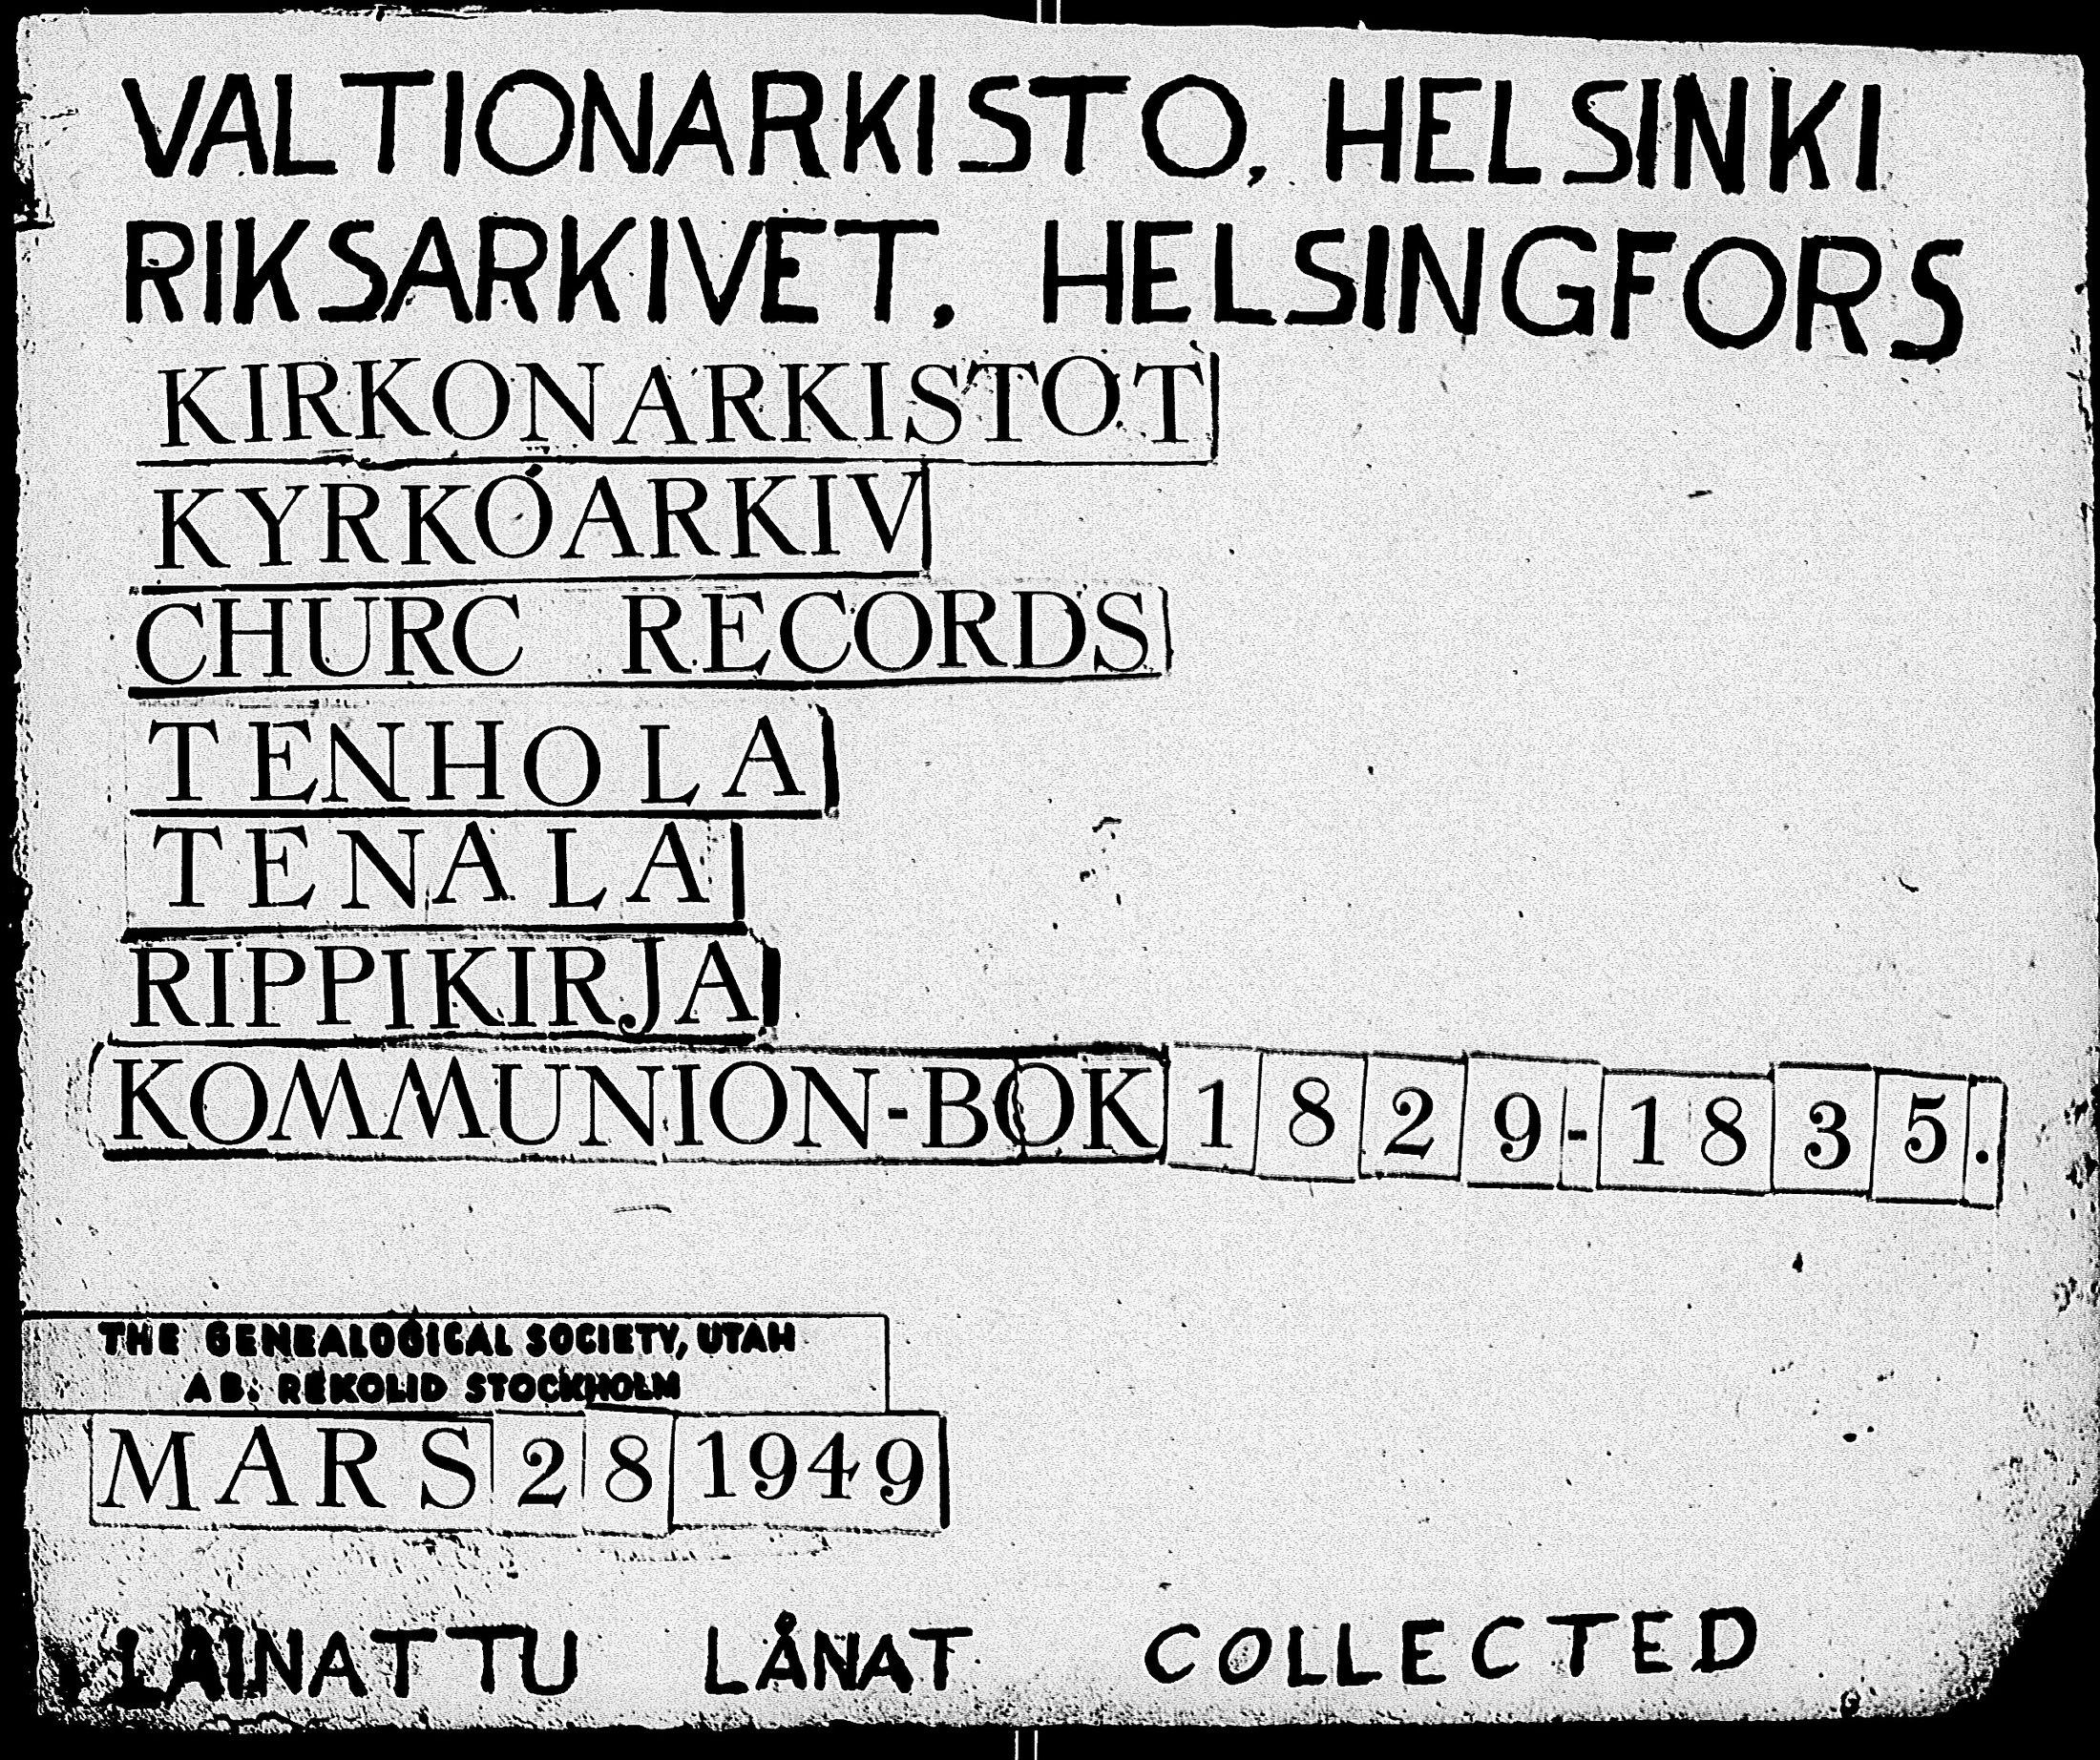 VALTIONARKISTO, HELSINKI
RIKSARKIVET, HELSINGFORS
KIRKONARKISTOT
KYRKOARKIV
CHURC RECORDS
TENHOLA
TENALA
RIPPIKIRJA
KOMMUNION-BOK 1829-1835.
THE GENEALOGICAL SOCIETY, UTAH
AB. REKOLID STOCKHOLM
MARS 28 1949
LAINATTU LÅNAT COLLECTED